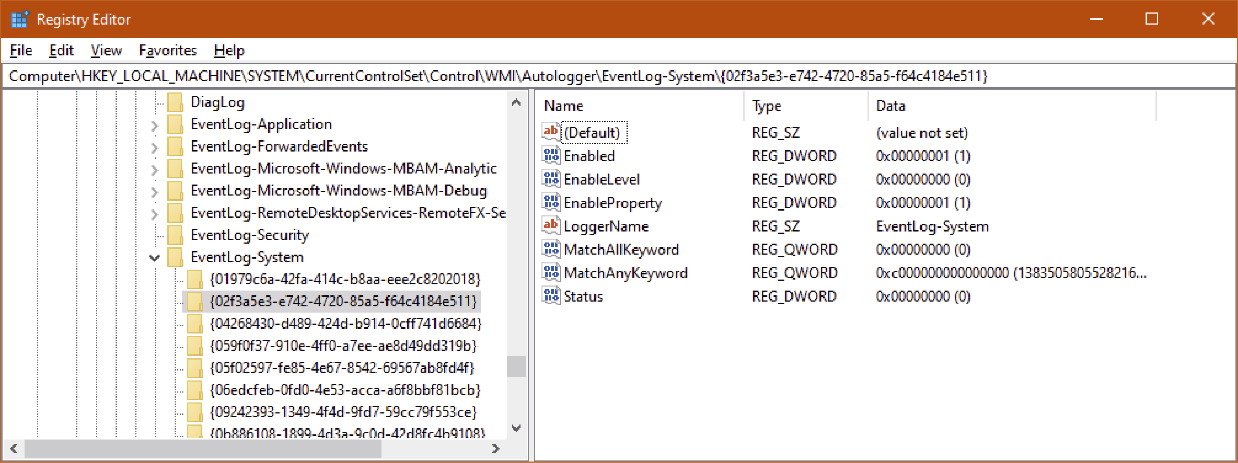 Registry Editor
File Edit View Favorites Help
Computer\HKEY_LOCAL_MACHINE\SYSTEM\CurrentControlSet\Control\WMI\Autologger\EventLog-System\{02f3a5e3-e742-4720-85a5-f64c4184e511}
DiagLog
EventLog-Application
EventLog-ForwardedEvents
EventLog-Microsoft-Windows-MBAM-Analytic
EventLog-Microsoft-Windows-MBAM-Debug
EventLog-RemoteDesktopServices-RemoteFX-Se
EventLog-Security
EventLog-System
{01979c6a-42fa-414c-b8aa-eee2c8202018}
{02f3a5e3-e742-4720-85a5-f64c4184e511}
{04268430-d489-424d-b914-0cff741d6684}
{059f0f37-910e-4ff0-a7ee-ae8d49dd319b}
{05f02597-fe85-4e67-8542-69567ab8fd4f}
{06edcfeb-0fd0-4e53-acca-a6f8bbf81bcb}
{09242393-1349-4f4d-9fd7-59cc79f553ce}
{0b886108-1899-4d3a-9c0d-42d8fc4b9108}
Name Type Data
(Default) REG_SZ (value not set)
Enabled REG_DWORD 0x00000001 (1)
EnableLevel REG_DWORD 0x00000000 (0)
EnableProperty REG_DWORD 0x00000001 (1)
LoggerName REG_SZ EventLog-System
MatchAllKeyword REG_QWORD 0x00000000 (0)
MatchAnyKeyword REG_QWORD 0xc000000000000000 (1383505805528216...
Status REG_DWORD 0x00000000 (0)